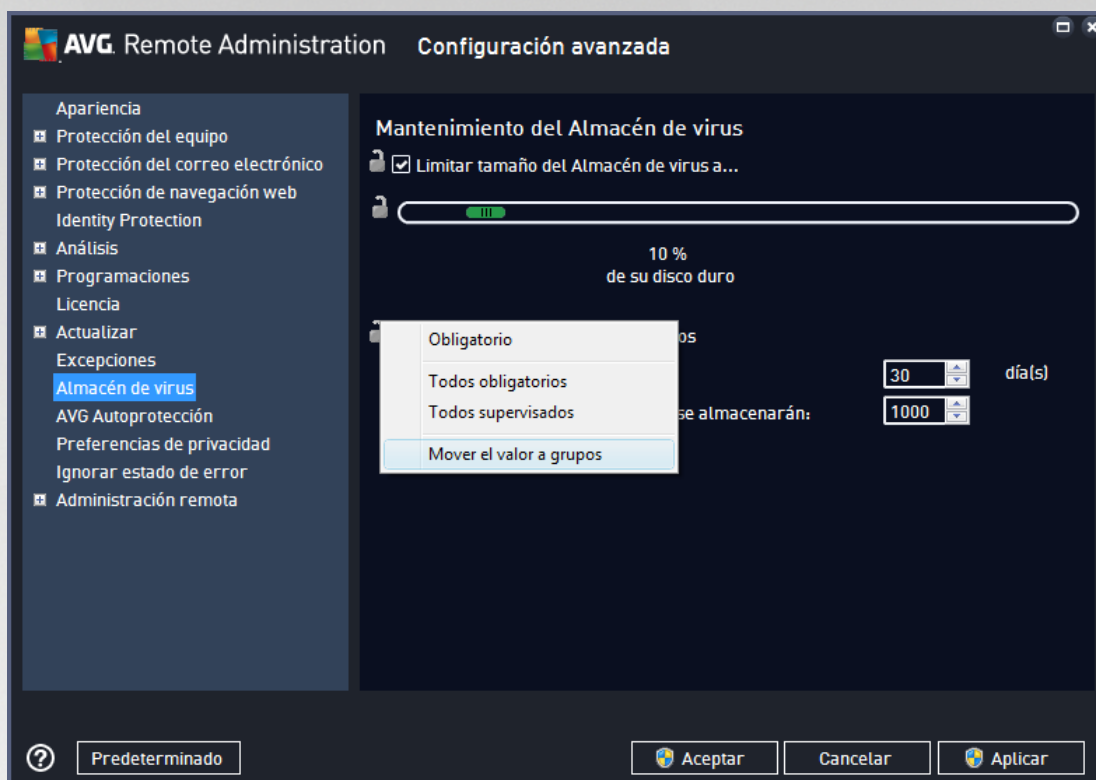 AVG. Remote Administration Configuración avanzada
Apariencia
Protección del equipo
Protección del correo electrónico
Protección de navegación web
Identity Protection
Análisis
Programaciones
Licencia
Actualizar
Excepciones
Almacén de virus
AVG Autoprotección
Preferencias de privacidad
Ignorar estado de error
Administración remota
Mantenimiento del Almacén de virus
Limitar tamaño del Almacén de virus a...
10 %
de su disco duro
os
30 día(s)
se almacenarán: 1000
Obligatorio
Todos obligatorios
Todos supervisados
Mover el valor a grupos
? Predeterminado Aceptar Cancelar Aplicar